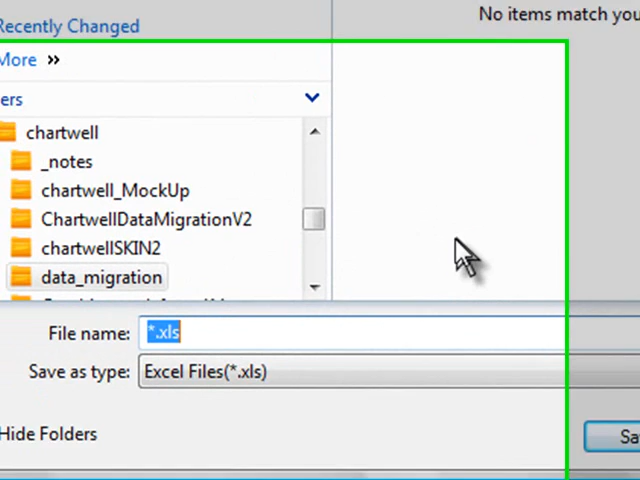 Recently Changed
No items match you
More »
ers
chartwell
_notes
chartwell_MockUp
ChartwellDataMigrationV2
chartwellSKIN2
data_migration
File name: *.xls
Save as type: Excel Files(*.xls)
Hide Folders
Sa